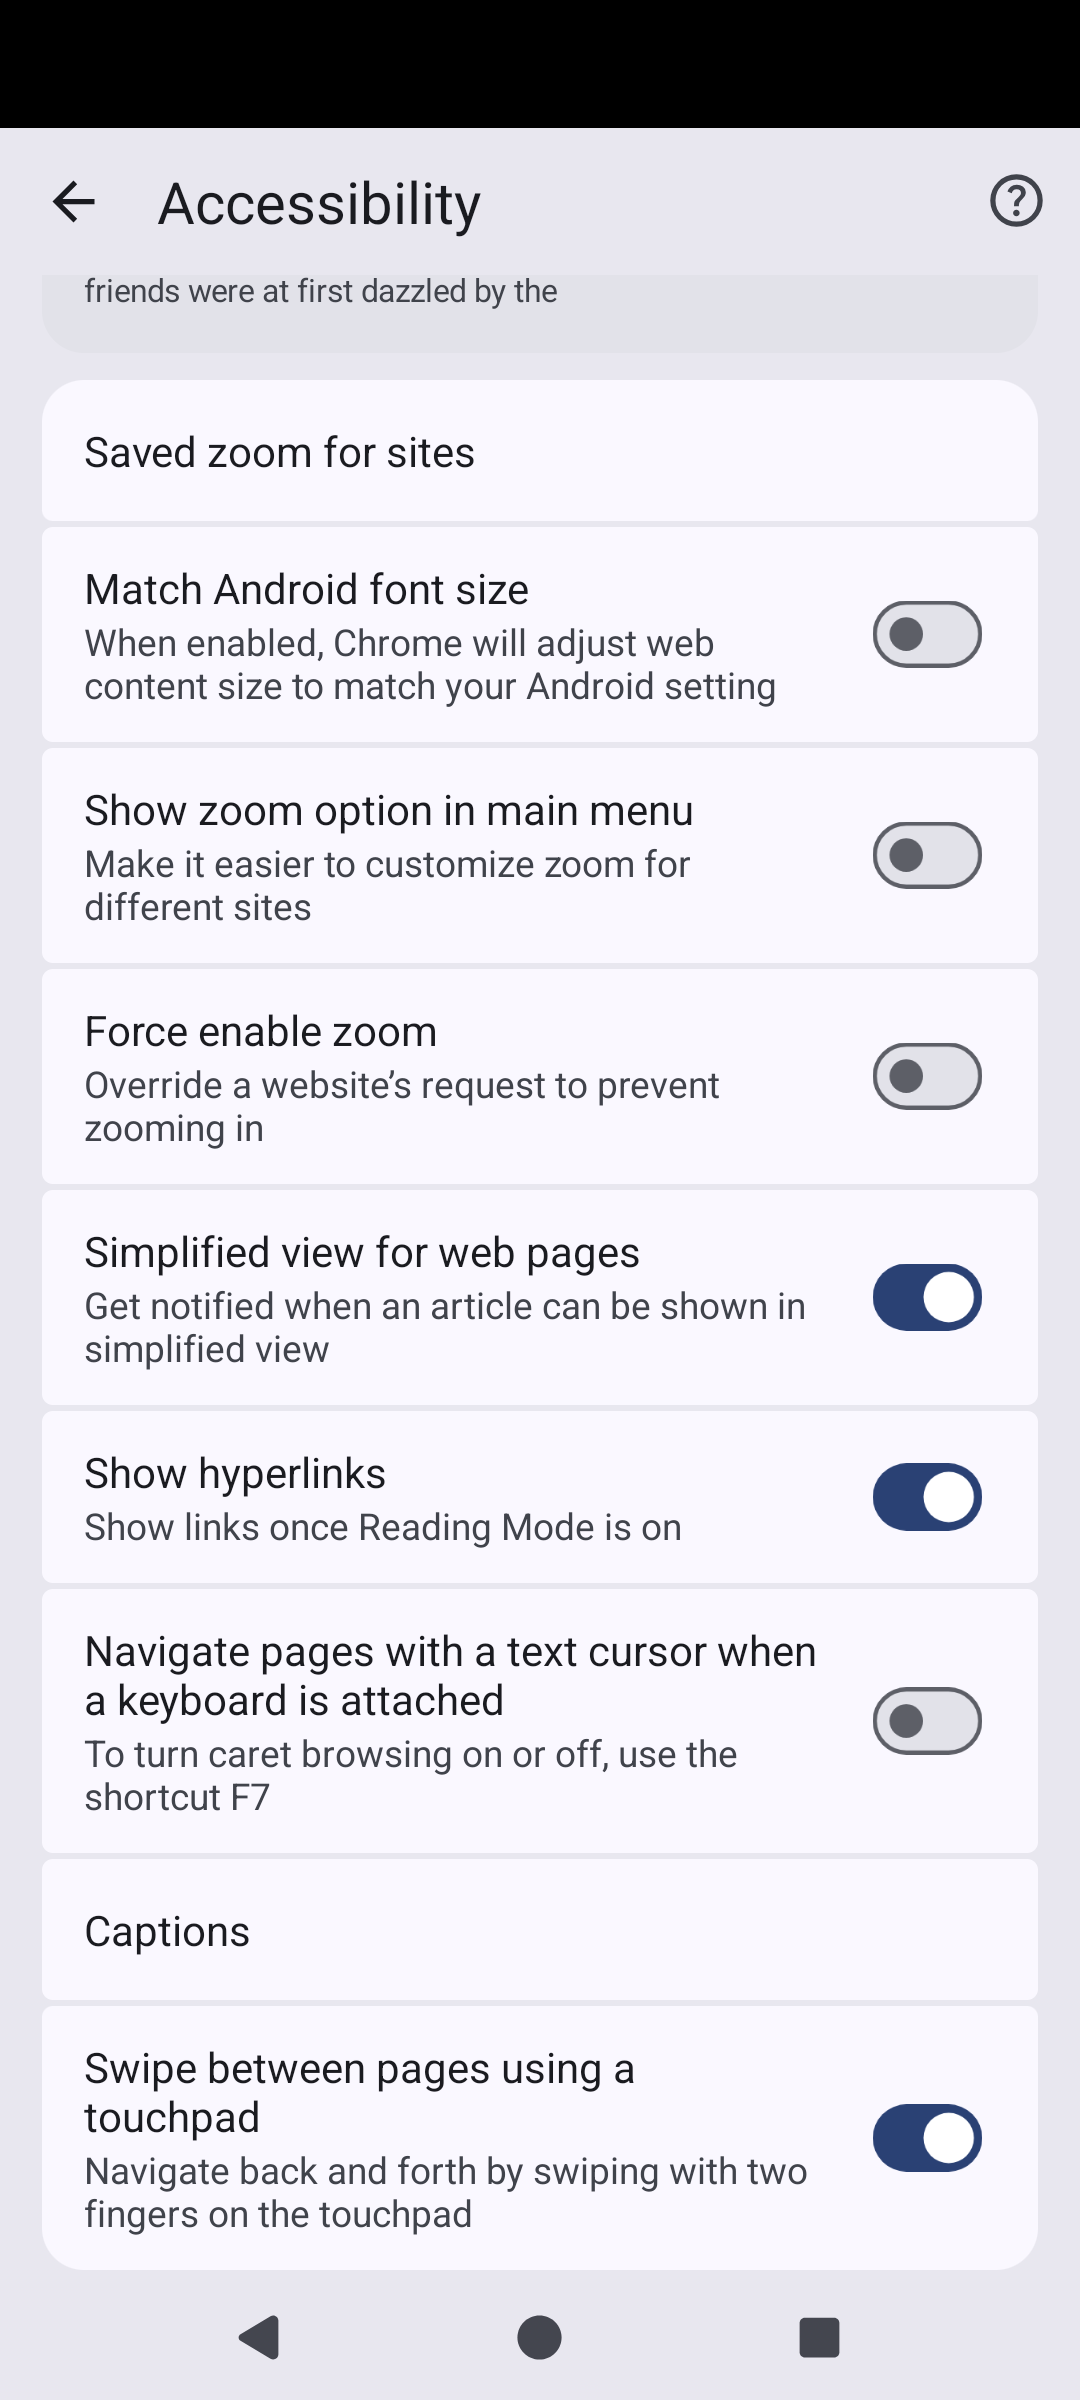 Accessibility
friends were at first dazzled by the
Saved zoom for sites
Match Android font size
When enabled, Chrome will adjust web
content size to match your Android setting
Show zoom option in main menu
Make it easier to customize zoom for
different sites
Force enable zoom
Override a website’s request to prevent
zooming in
Simplified view for web pages
Get notified when an article can be shown in
simplified view
Show hyperlinks
Show links once Reading Mode is on
Navigate pages with a text cursor when
a keyboard is attached
To turn caret browsing on or off, use the
shortcut F7
Captions
Swipe between pages using a
touchpad
Navigate back and forth by swiping with two
fingers on the touchpad